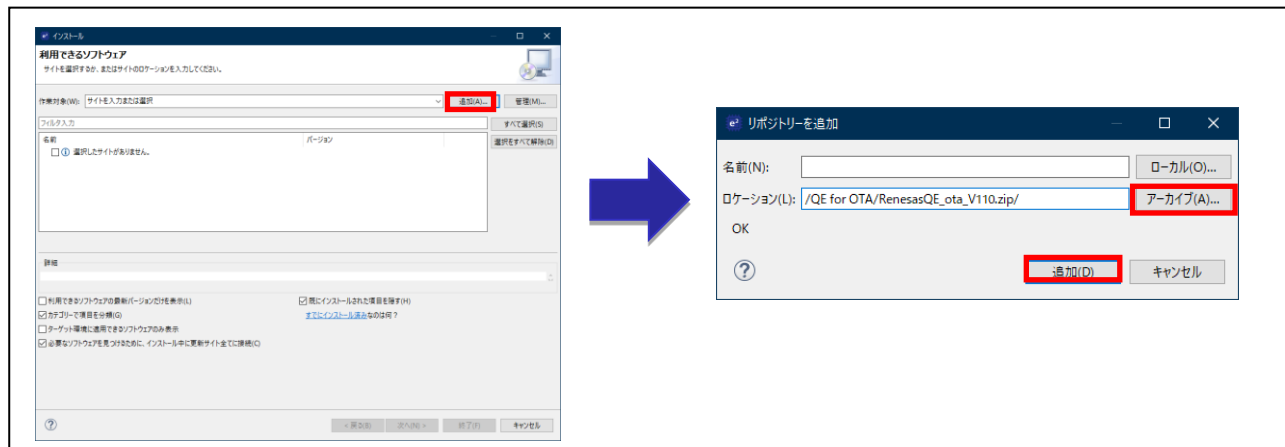 e² インストール
利用できるソフトウェア
サイトを選択するか、またはサイトのロケーションを入力してください。
作業対象(W): サイトを入力または選択 追加(A)... 管理(M)...
フィルタ入力 すべて選択(S)
名前 バージョン 選択をすべて解除(D)
選択したサイトがありません。
詳細
利用できるソフトウェアの最新バージョンだけを表示(L) 既にインストールされた項目を隠す(H)
カテゴリーで項目を分類(G) すでにインストール済みなのは何?
ターゲット環境に適用できるソフトウェアのみ表示
必要なソフトウェアを見つけるために、インストール中に更新サイト全てに接続(C)
< 戻る(B) 次へ(N) > 終了(F) キャンセル
e² リポジトリーを追加
名前(N): ローカル(O)...
ロケーション(L): /QE for OTA/RenesasQE_ota_V110.zip/ アーカイブ(A)...
OK
追加(D) キャンセル